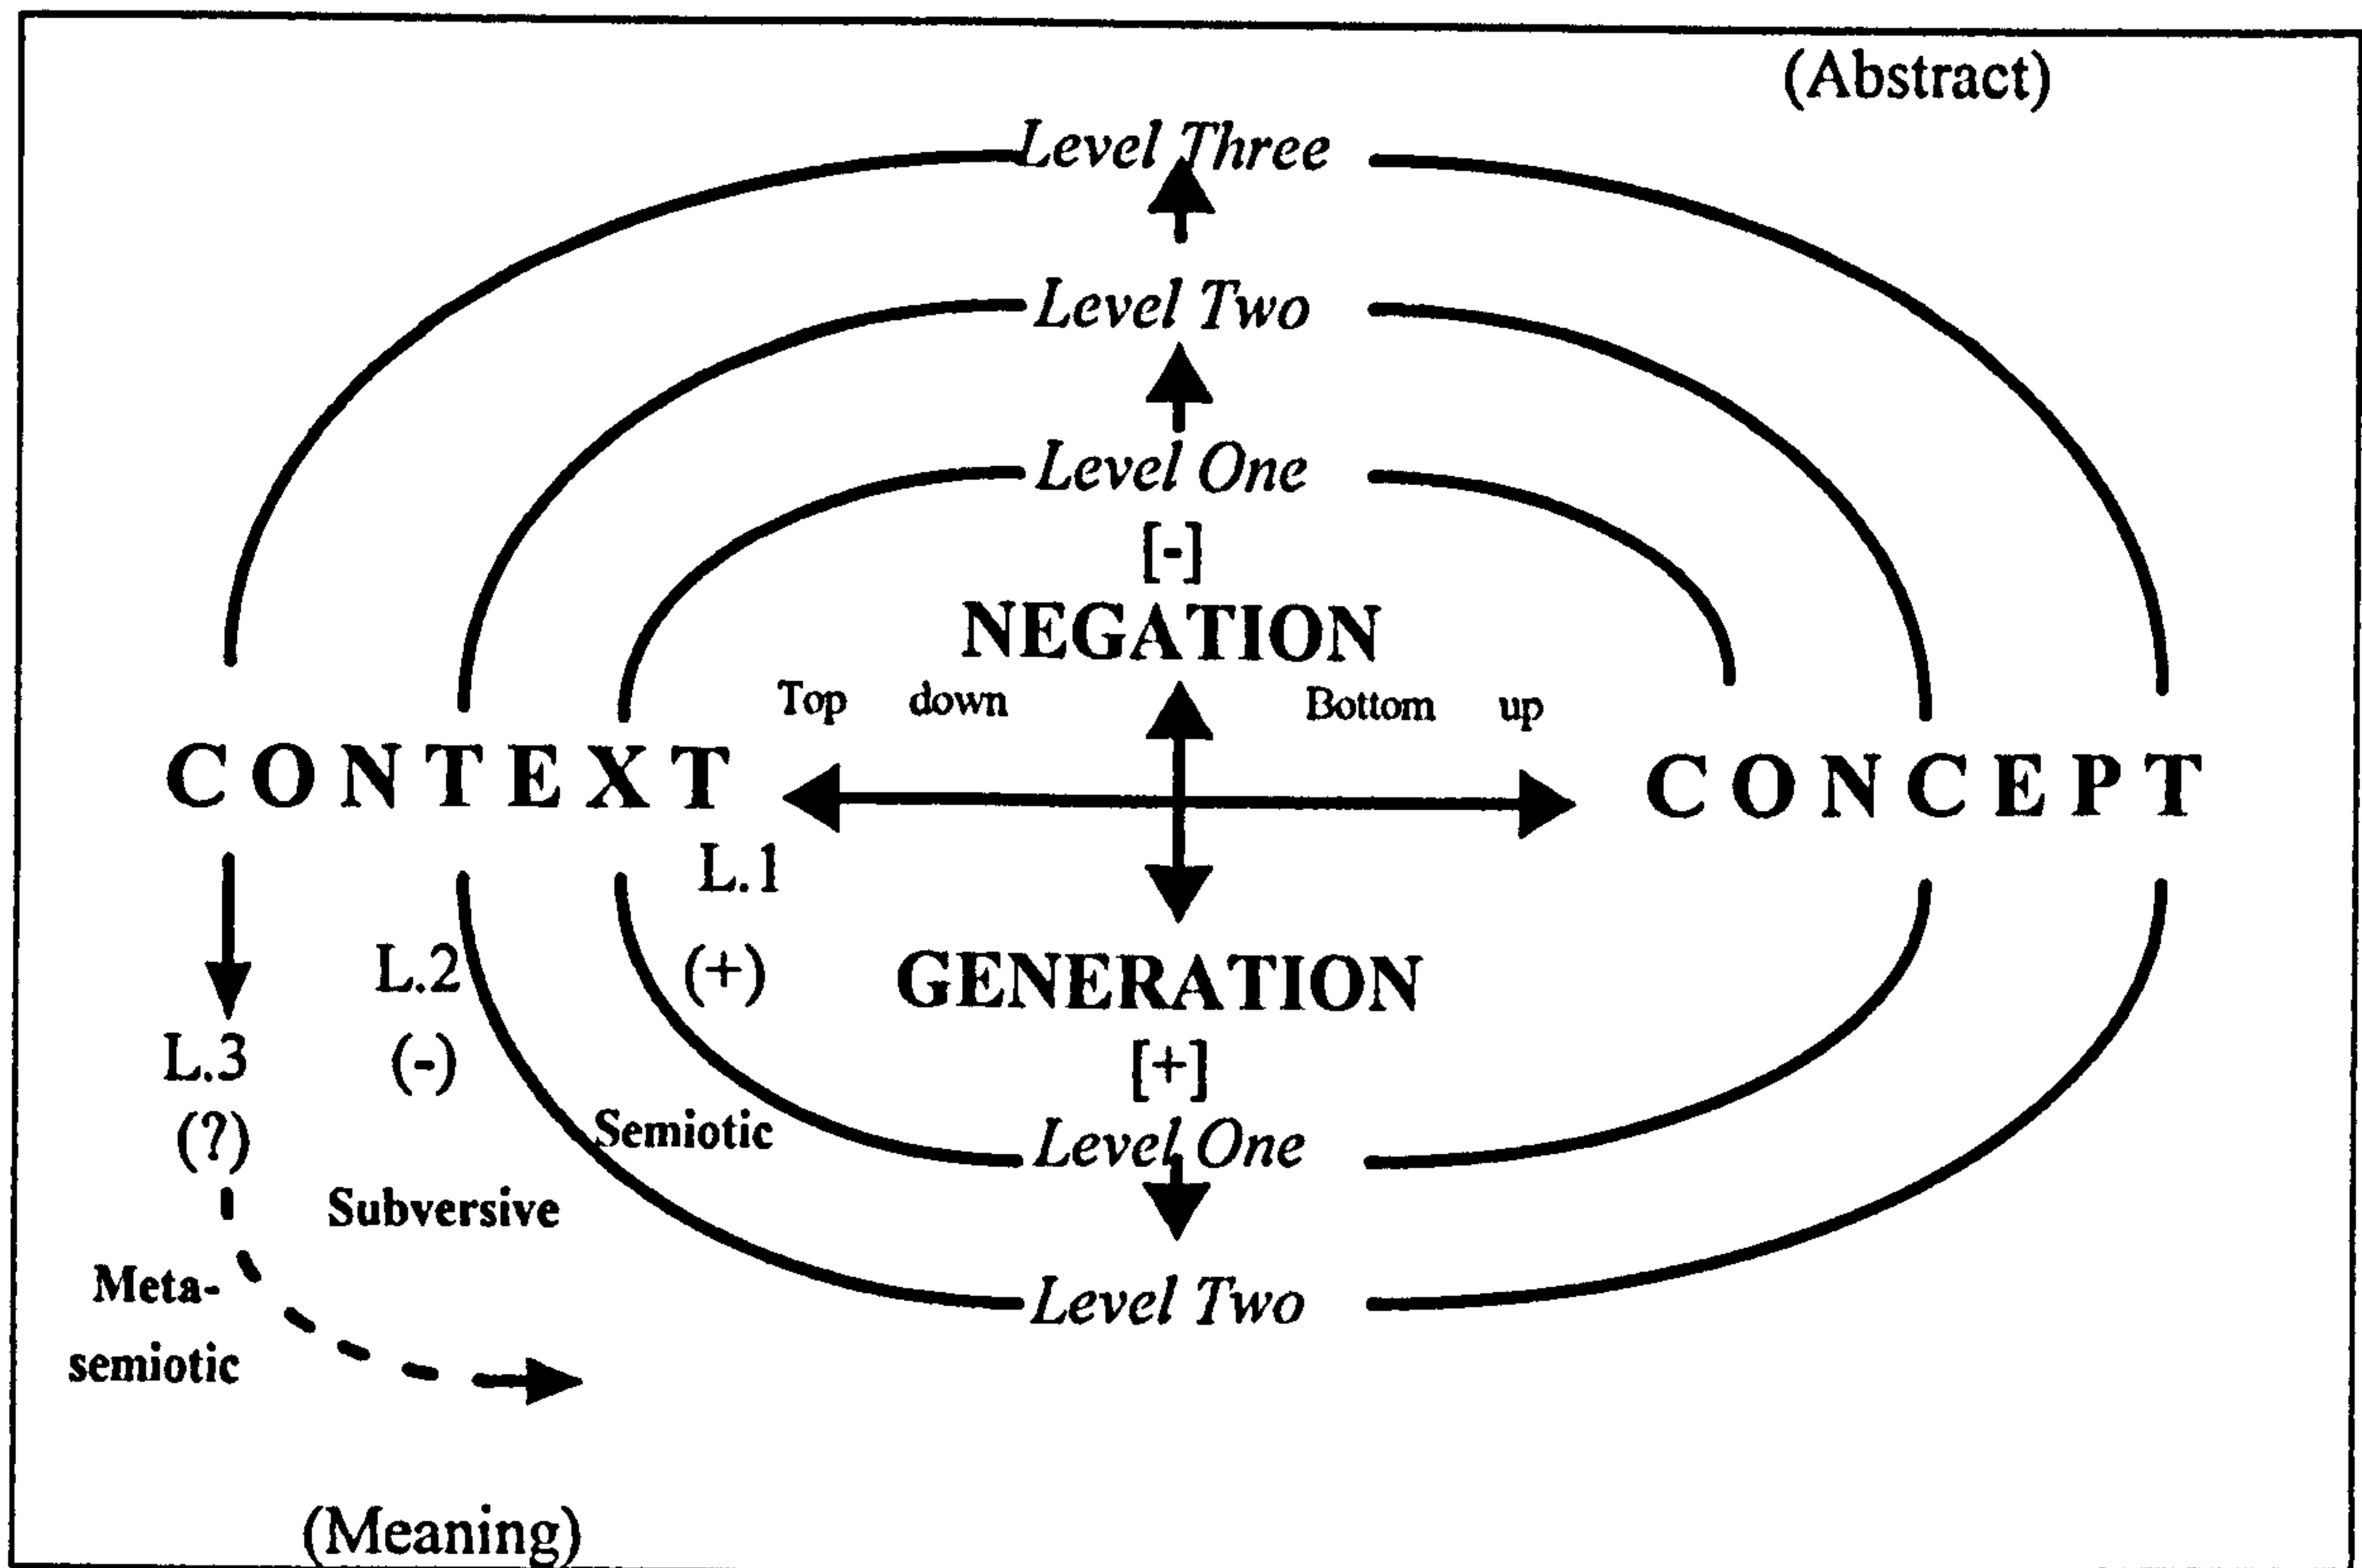 (Abstract)
Level Three
Level Two
Level One
[-]
NEGATION
Top down Bottom up
CONTEXT
CONCEPT
L.1
L.2 (+) GENERATION
L.3 (-) [+]
(?) Semiotic Level One
Subversive
Meta-
semiotic
Level Two
(Meaning)